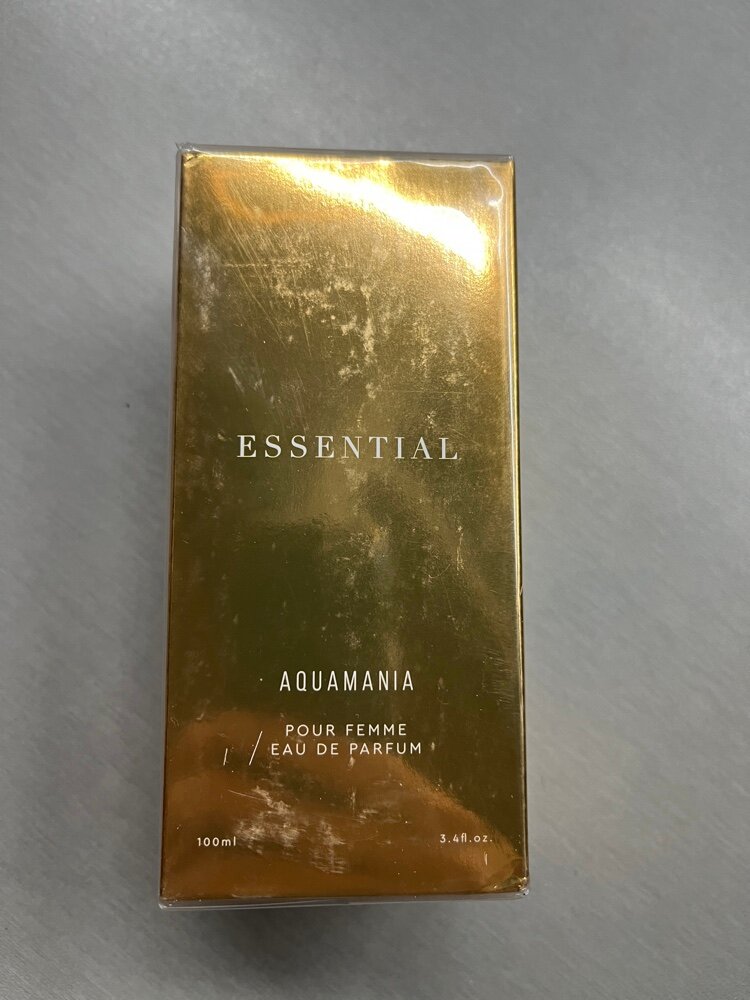 ESSENTIAL
AQUAMANIA
POUR FEMME
EAU DE PARFUM
100ml 3.4fl.oz.